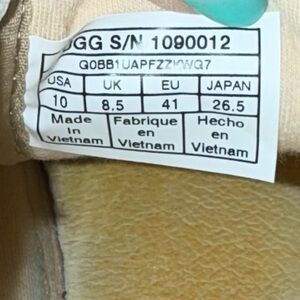 UGG S/N 1090012
USA UK EU JAPAN
10 8.5 41 26.5
Made Fabrique Hecho
in en en
Vietnam Vietnam Vietnam